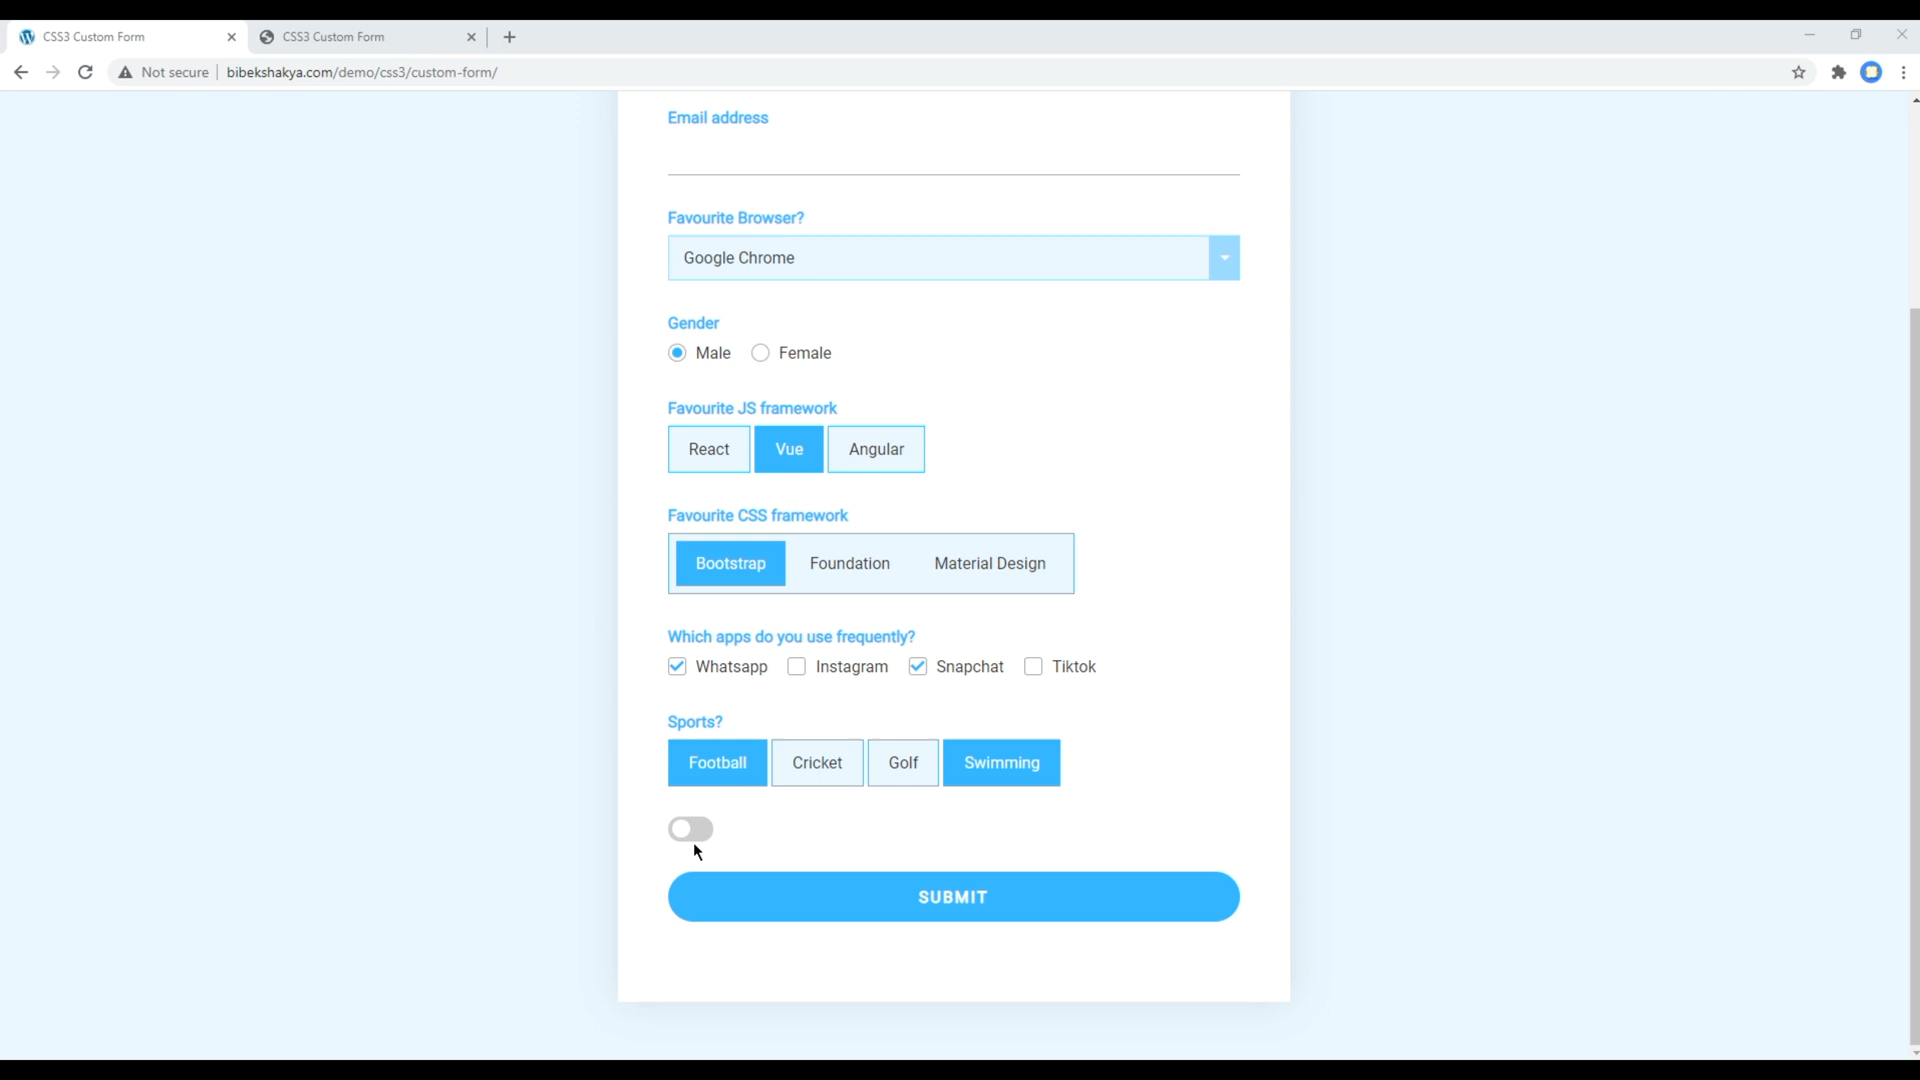 CSS3 Custom Form
CSS3 Custom Form
Not secure
bibekshakya.com/demo/css3/custom-form/
Email address
Favourite Browser?
Google Chrome
Gender
Male Female
Favourite JS framework
React Vue Angular
Favourite CSS framework
Bootstrap Foundation Material Design
Which apps do you use frequently?
Whatsapp Instagram Snapchat Tiktok
Sports?
Football Cricket Golf Swimming
SUBMIT